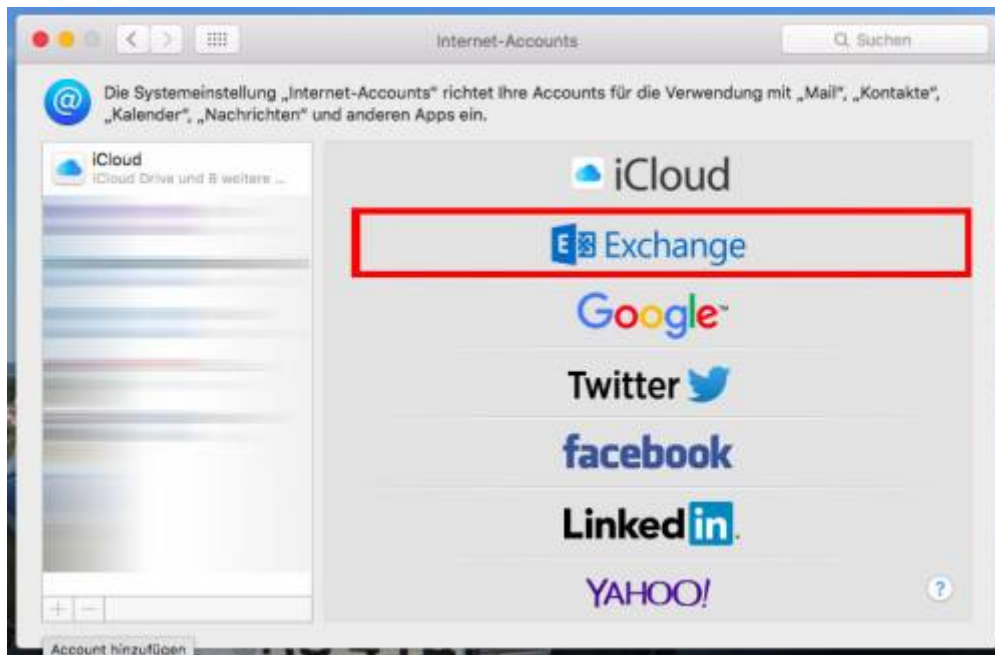 Internet-Accounts
Suchen
Die Systemeinstellung „Internet-Accounts“ richtet Ihre Accounts für die Verwendung mit „Mail“, „Kontakte“,
„Kalender“, „Nachrichten“ und anderen Apps ein.
iCloud
iCloud Drive und 8 weitere ...
iCloud
Exchange
Google™
Twitter
facebook
LinkedIn.
YAHOO!
?
+ −
Account hinzufügen